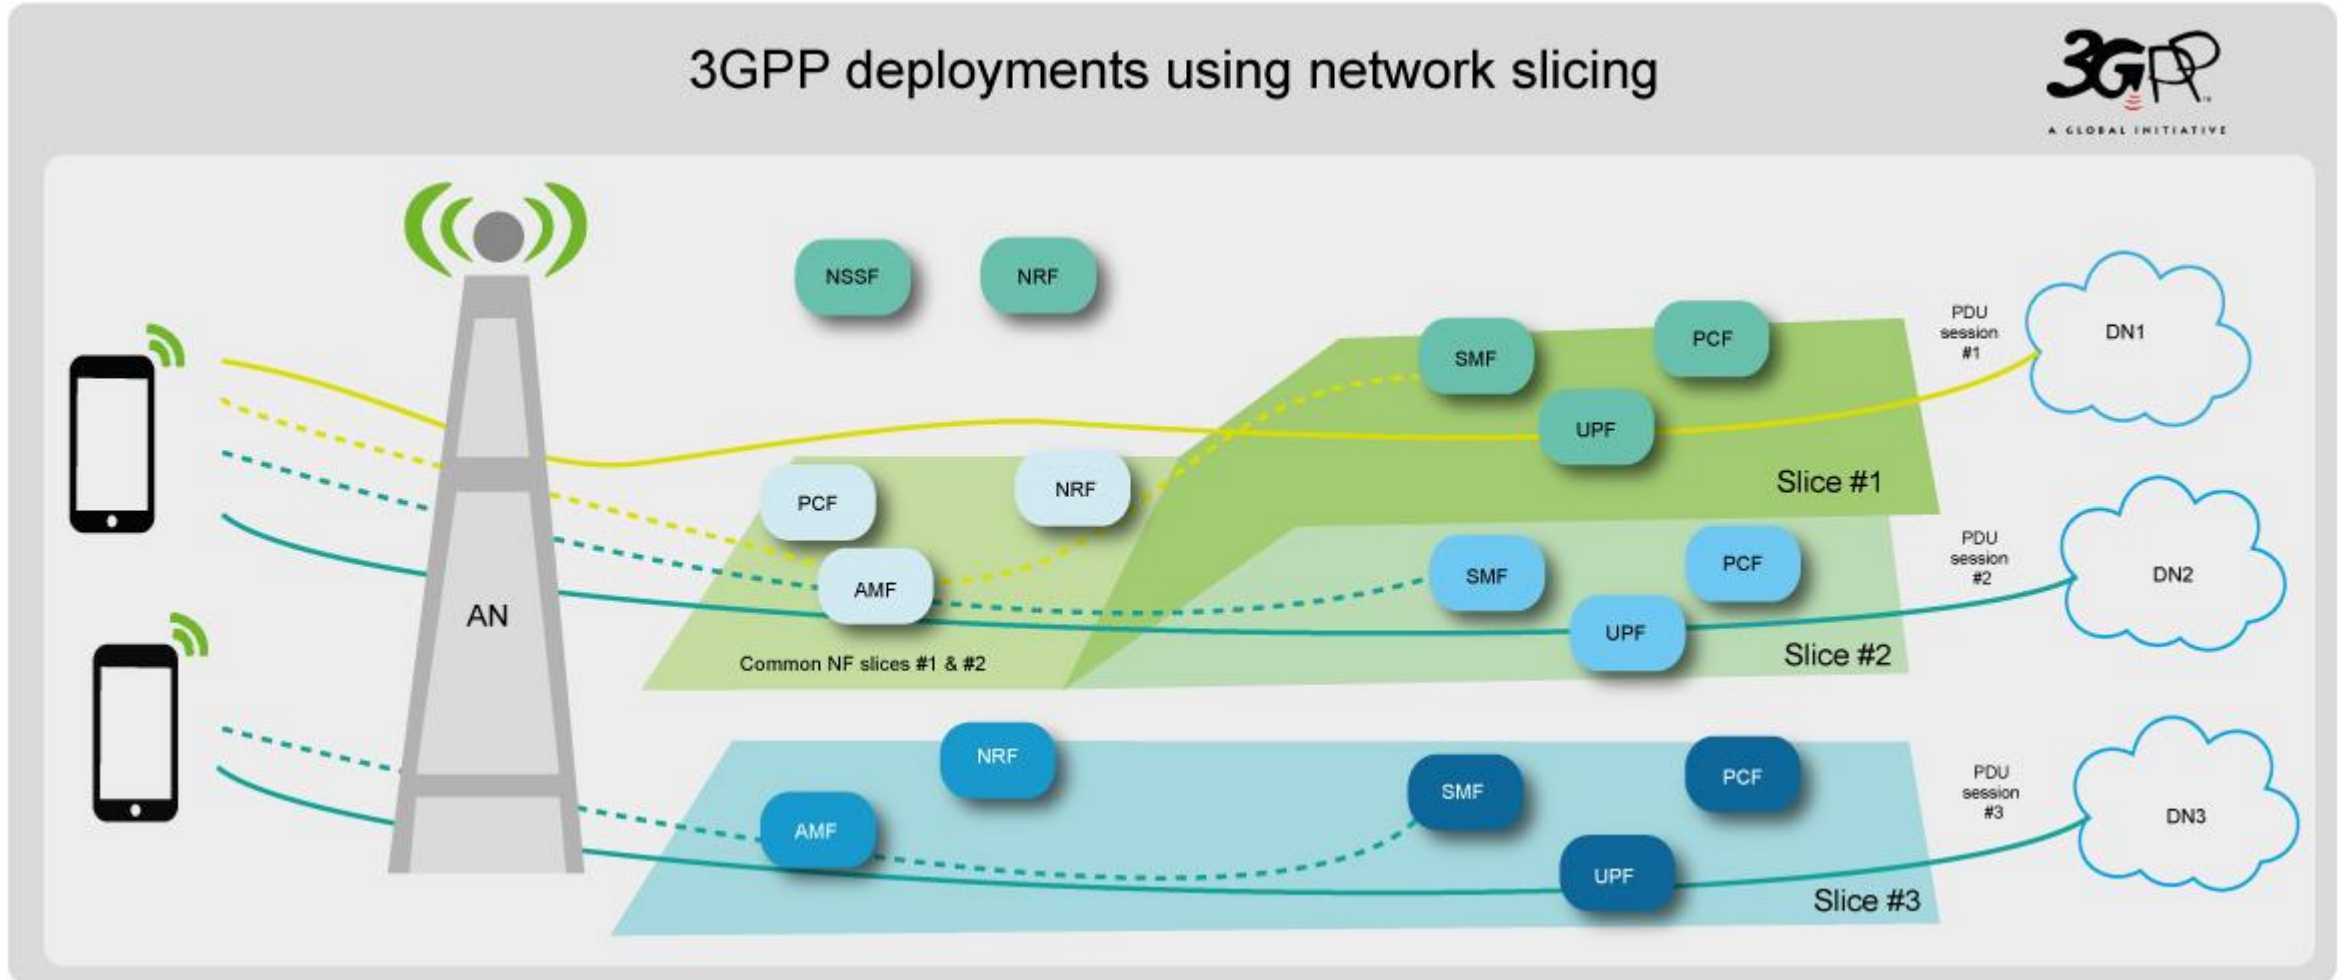 3GPP deployments using network slicing
3GPP
A GLOBAL INITIATIVE
NSSF
NRF
SMF
PCF
UPF
Slice #1
PDU
session
#1
DN1
PCF
NRF
AMF
Common NF slices #1 & #2
SMF
PCF
UPF
Slice #2
PDU
session
#2
DN2
AN
NRF
AMF
SMF
PCF
UPF
Slice #3
PDU
session
#3
DN3